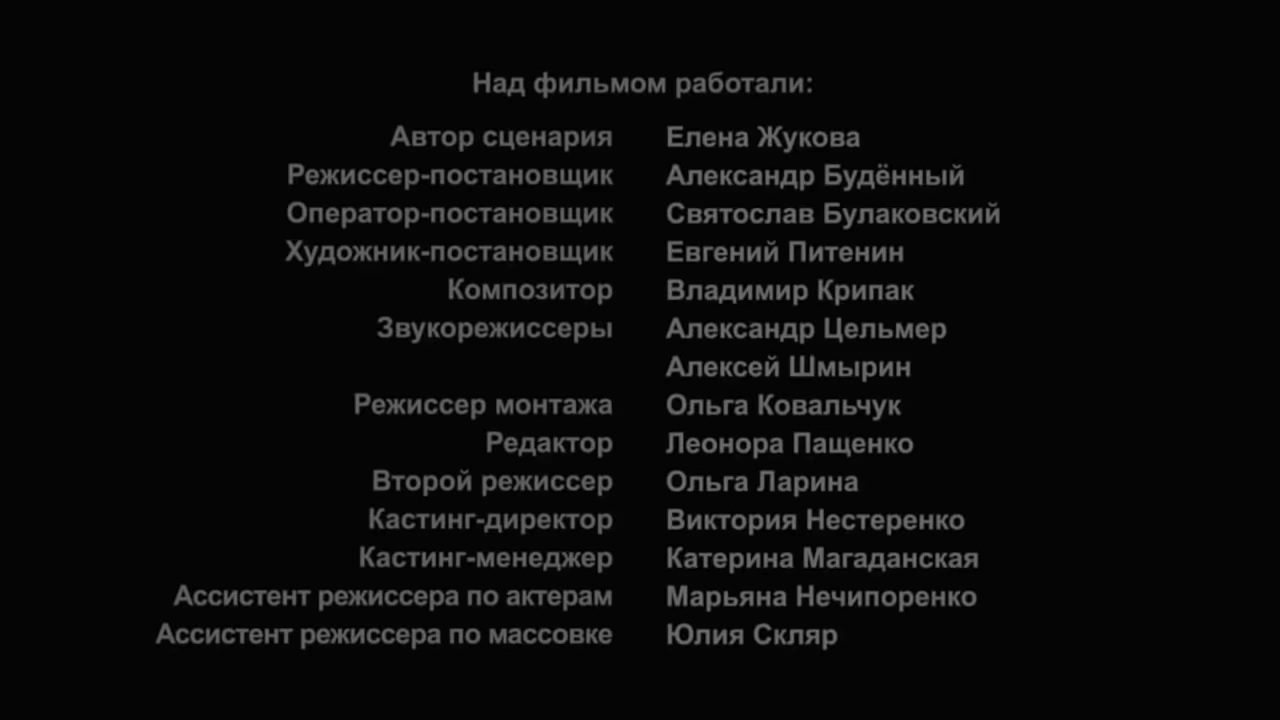 Над фильмом работали:
Автор сценария Елена Жукова
Режиссер-постановщик Александр Будённый
Оператор-постановщик Святослав Булаковский
Художник-постановщик Евгений Питенин
Композитор Владимир Крипак
Звукорежиссеры Александр Цельмер
Алексей Шмырин
Режиссер монтажа Ольга Ковальчук
Редактор Леонора Пащенко
Второй режиссер Ольга Ларина
Кастинг-директор Виктория Нестеренко
Кастинг-менеджер Катерина Магаданская
Ассистент режиссера по актерам Марьяна Нечипоренко
Ассистент режиссера по массовке Юлия Скляр